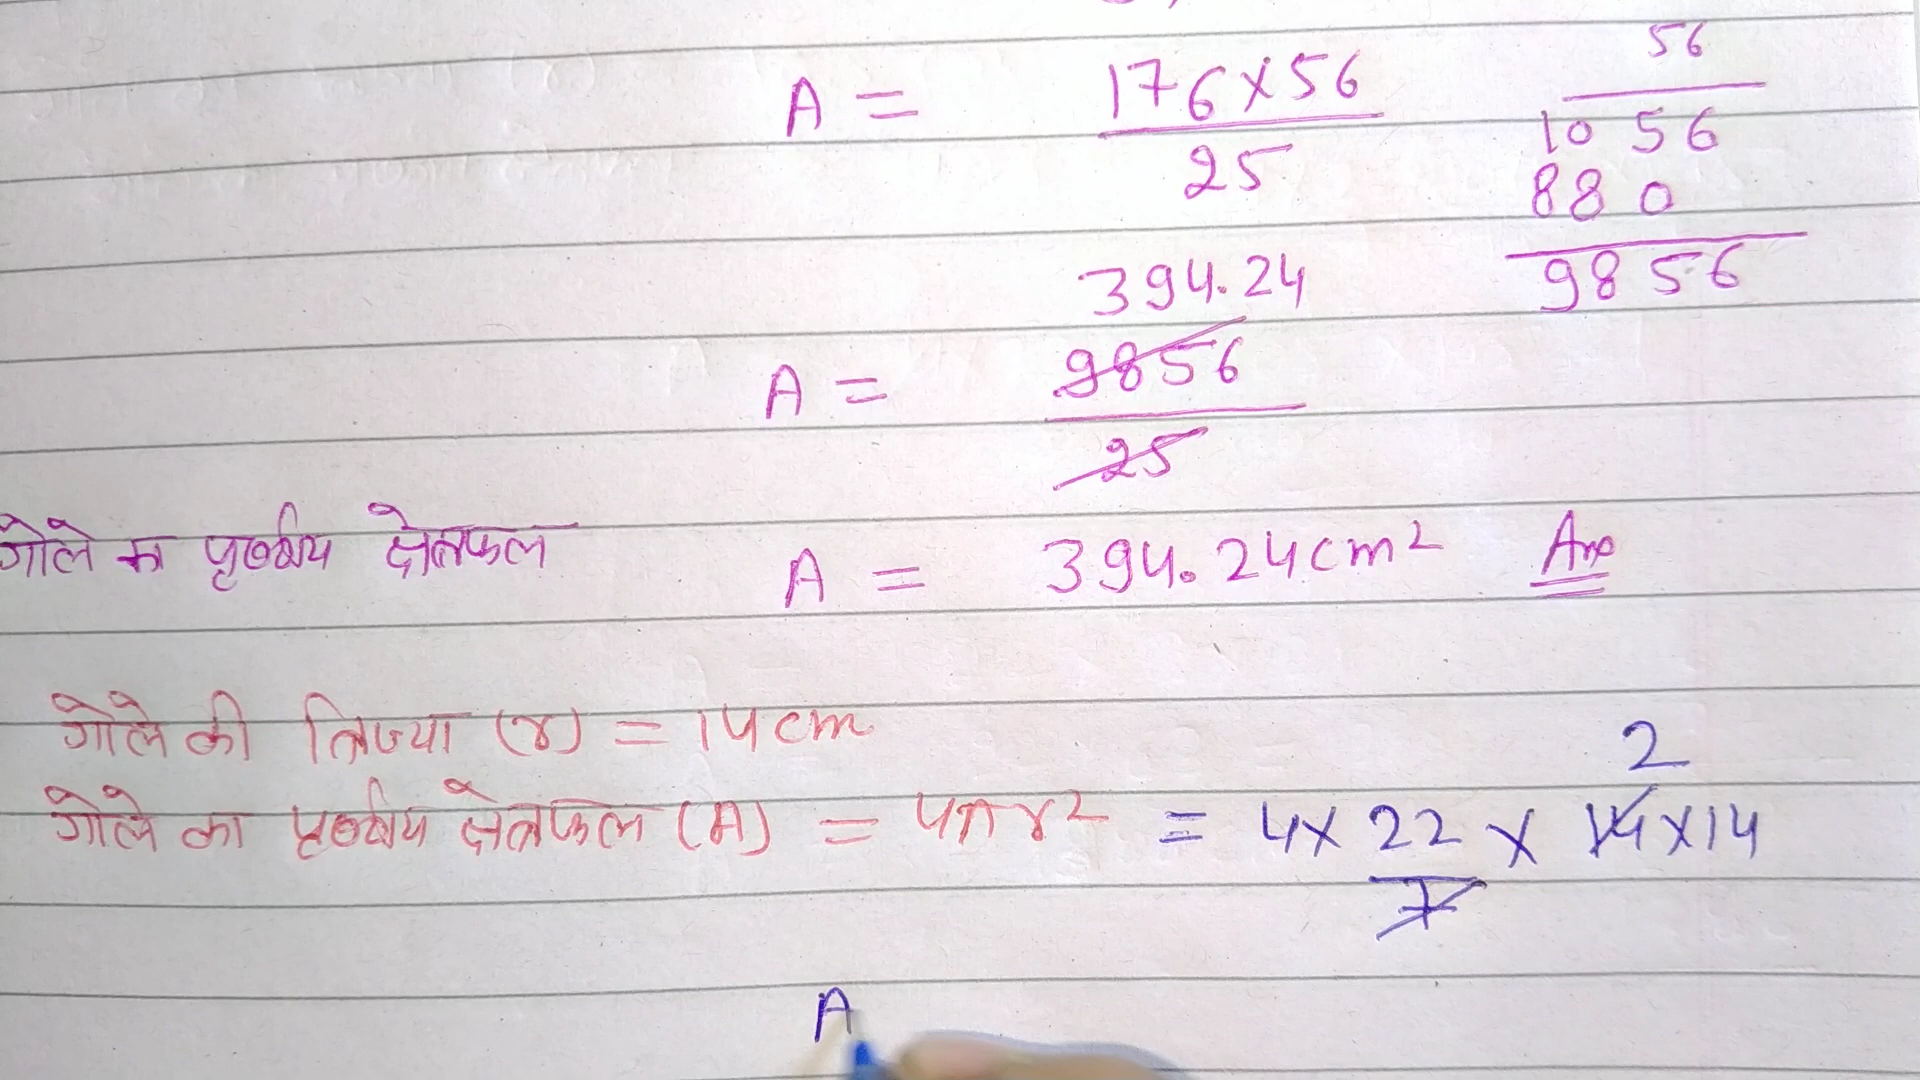 A = 176×56 / 25
56
1056
880
9856
394.24
A = 9856 / 25
गोले का पृष्ठीय क्षेत्रफल A = 394.24cm² Ans
गोले की त्रिज्या (r) = 14cm
2
गोले का पृष्ठीय क्षेत्रफल (A) = 4πr² = 4×22/7 × 14×14
A